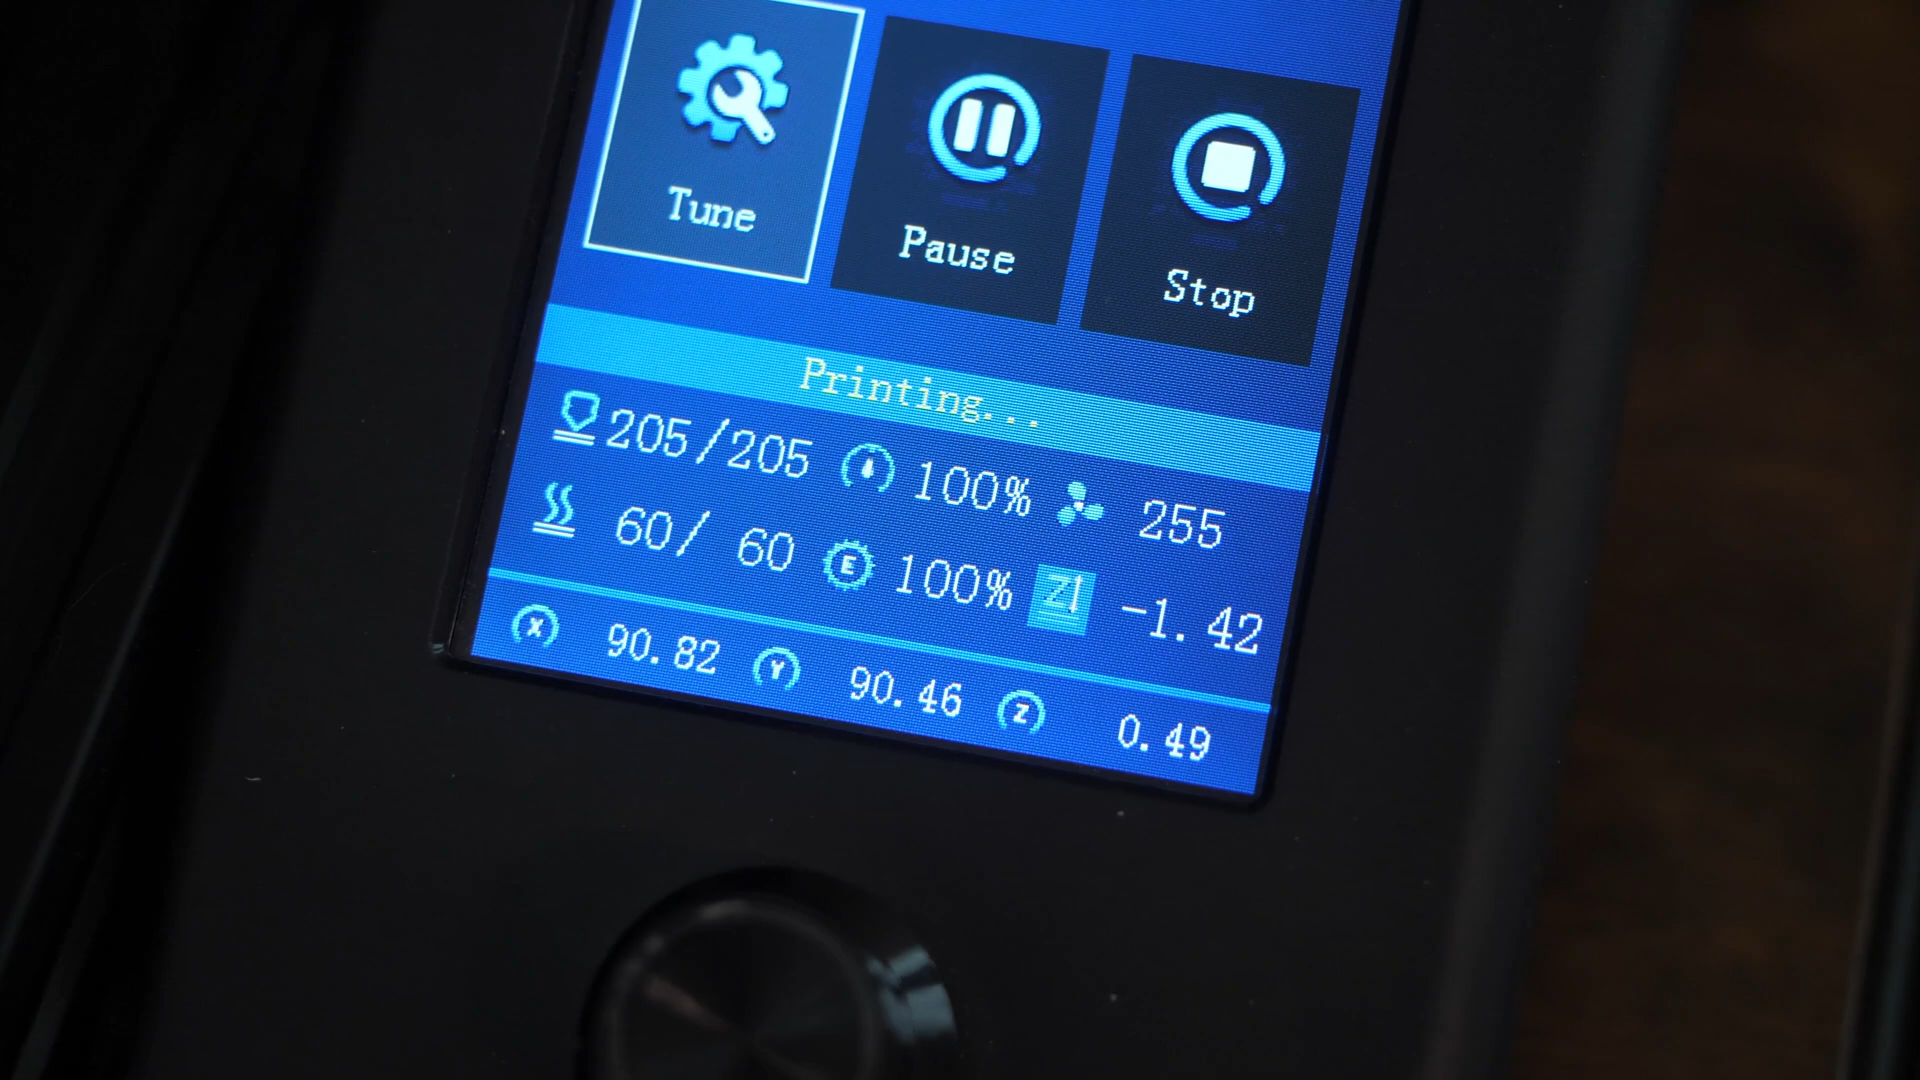 Tune Pause Stop
Printing...
205/205 100% 255
60/ 60 E 100% Z -1.42
X 90.82 Y 90.46 Z 0.49